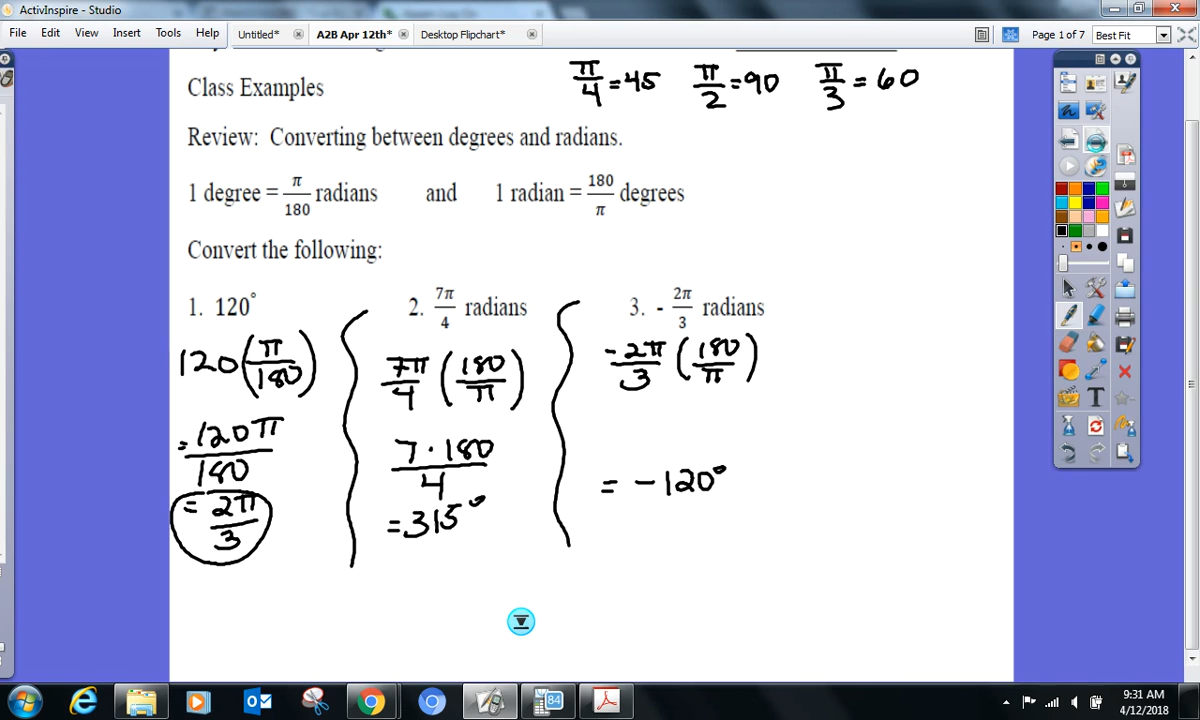 ActivInspire - Studio
File Edit View Insert Tools Help Untitled* A2B Apr 12th* Desktop Flipchart* Page 1 of 7 Best Fit
π/4 = 45 π/2 = 90 π/3 = 60
Class Examples
Review: Converting between degrees and radians.
1 degree = π/180 radians and 1 radian = 180/π degrees
Convert the following:
1. 120°
120(π/180)
= 120π/180
= 2π/3
2. 7π/4 radians
7π/4 (180/π)
7·180/4
= 315°
3. - 2π/3 radians
-2π/3 (180/π)
= -120°
84
9:31 AM
4/12/2018